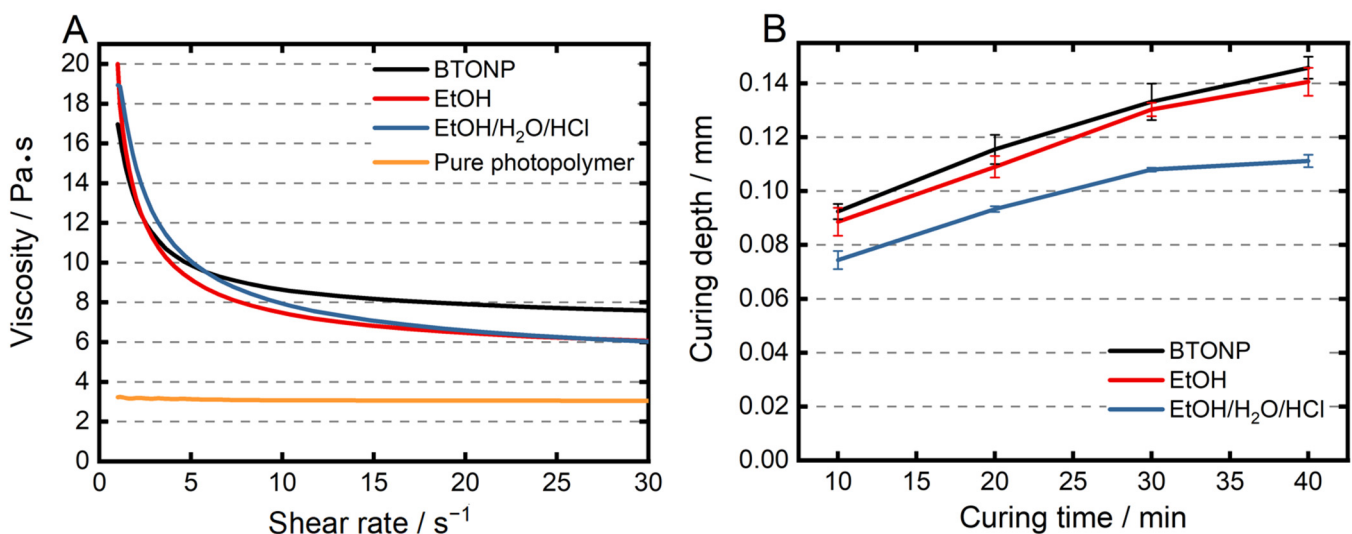 A
Viscosity / Pa•s
20
18
16
14
12
10
8
6
4
2
0
BTONP
EtOH
EtOH/H₂O/HCl
Pure photopolymer
0 5 10 15 20 25 30
Shear rate / s⁻¹
B
Curing depth / mm
0.14
0.12
0.10
0.08
0.06
0.04
0.02
0.00
BTONP
EtOH
EtOH/H₂O/HCl
10 15 20 25 30 35 40
Curing time / min